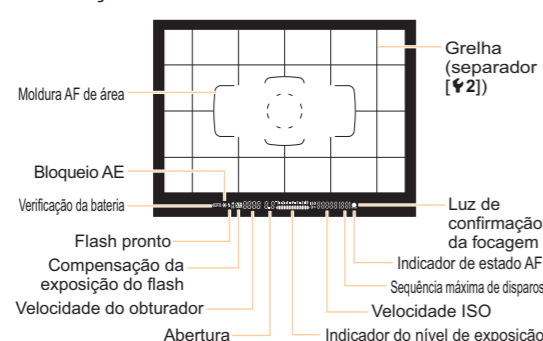 Grelha
(separador
[2])
Moldura AF de área
Bloqueio AE
Verificação da bateria
Flash pronto
Compensação da
exposição do flash
Velocidade do obturador
Abertura
Luz de
confirmação
da focagem
Indicador de estado AF
Sequência máxima de disparos
Velocidade ISO
Indicador do nível de exposição